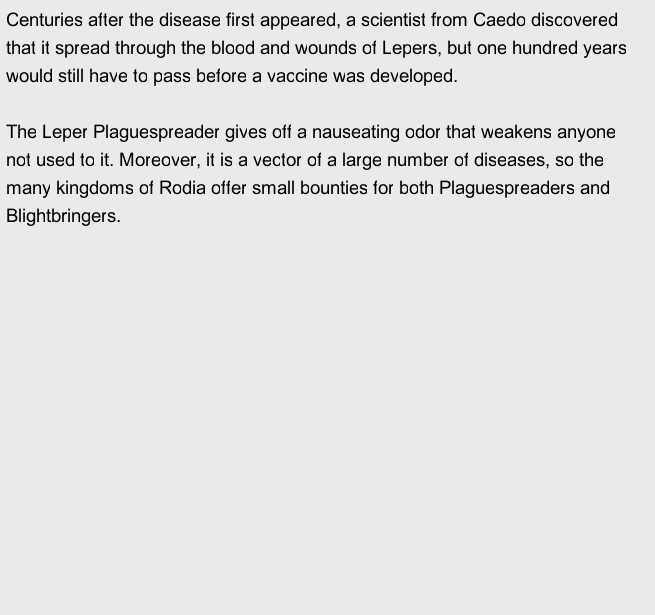 Centuries after the disease first appeared, a scientist from Caedo discovered
that it spread through the blood and wounds of Lepers, but one hundred years
would still have to pass before a vaccine was developed.

The Leper Plaguespreader gives off a nauseating odor that weakens anyone
not used to it. Moreover, it is a vector of a large number of diseases, so the
many kingdoms of Rodia offer small bounties for both Plaguespreaders and
Blightbringers.